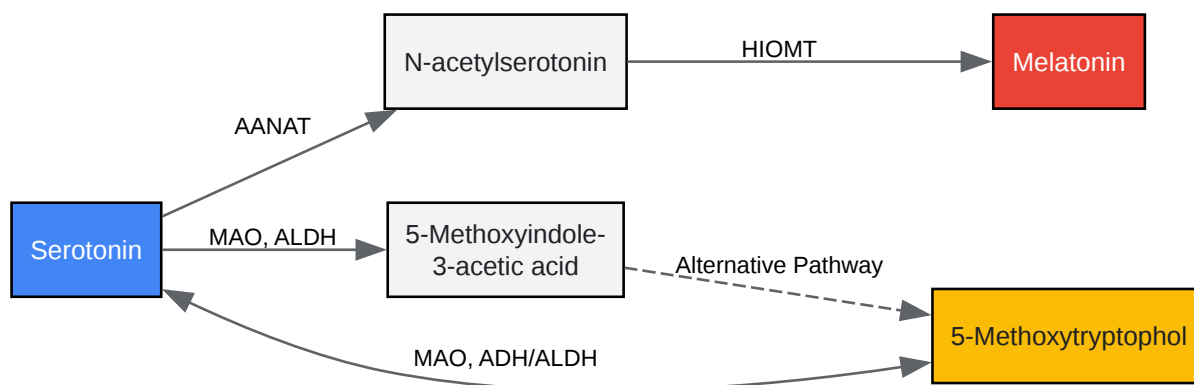 N-acetylserotonin
HIOMT
Melatonin
AANAT
Serotonin
MAO, ALDH
5-Methoxyindole-
3-acetic acid
Alternative Pathway
5-Methoxytryptophol
MAO, ADH/ALDH